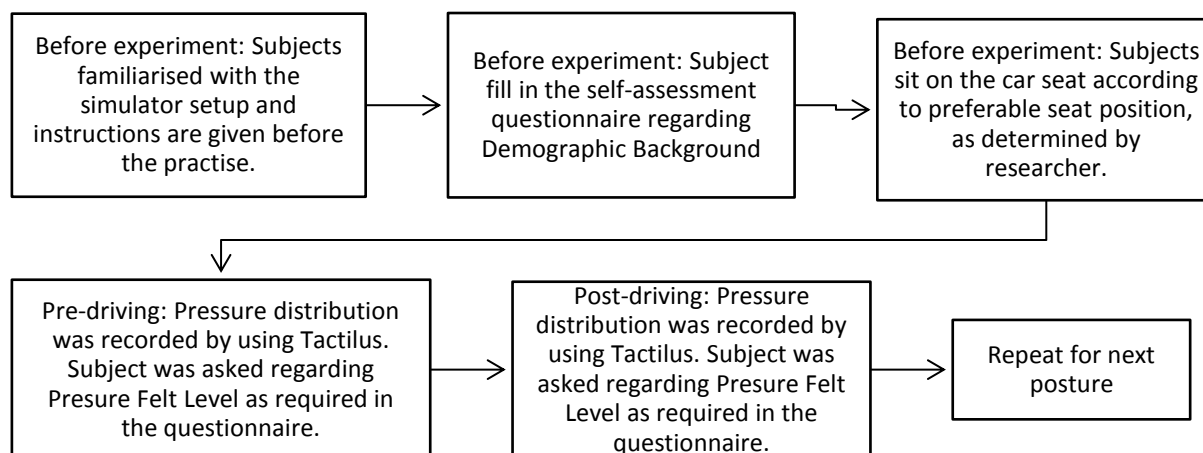 Before experiment: Subjects
familiarised with the
simulator setup and
instructions are given before
the practise.
Before experiment: Subject
fill in the self-assessment
questionnaire regarding
Demographic Background
Before experiment: Subjects
sit on the car seat according
to preferable seat position,
as determined by
researcher.
Pre-driving: Pressure distribution
was recorded by using Tactilus.
Subject was asked regarding
Presure Felt Level as required in
the questionnaire.
Post-driving: Pressure
distribution was recorded by
using Tactilus. Subject was
asked regarding Presure Felt
Level as required in the
questionnaire.
Repeat for next
posture